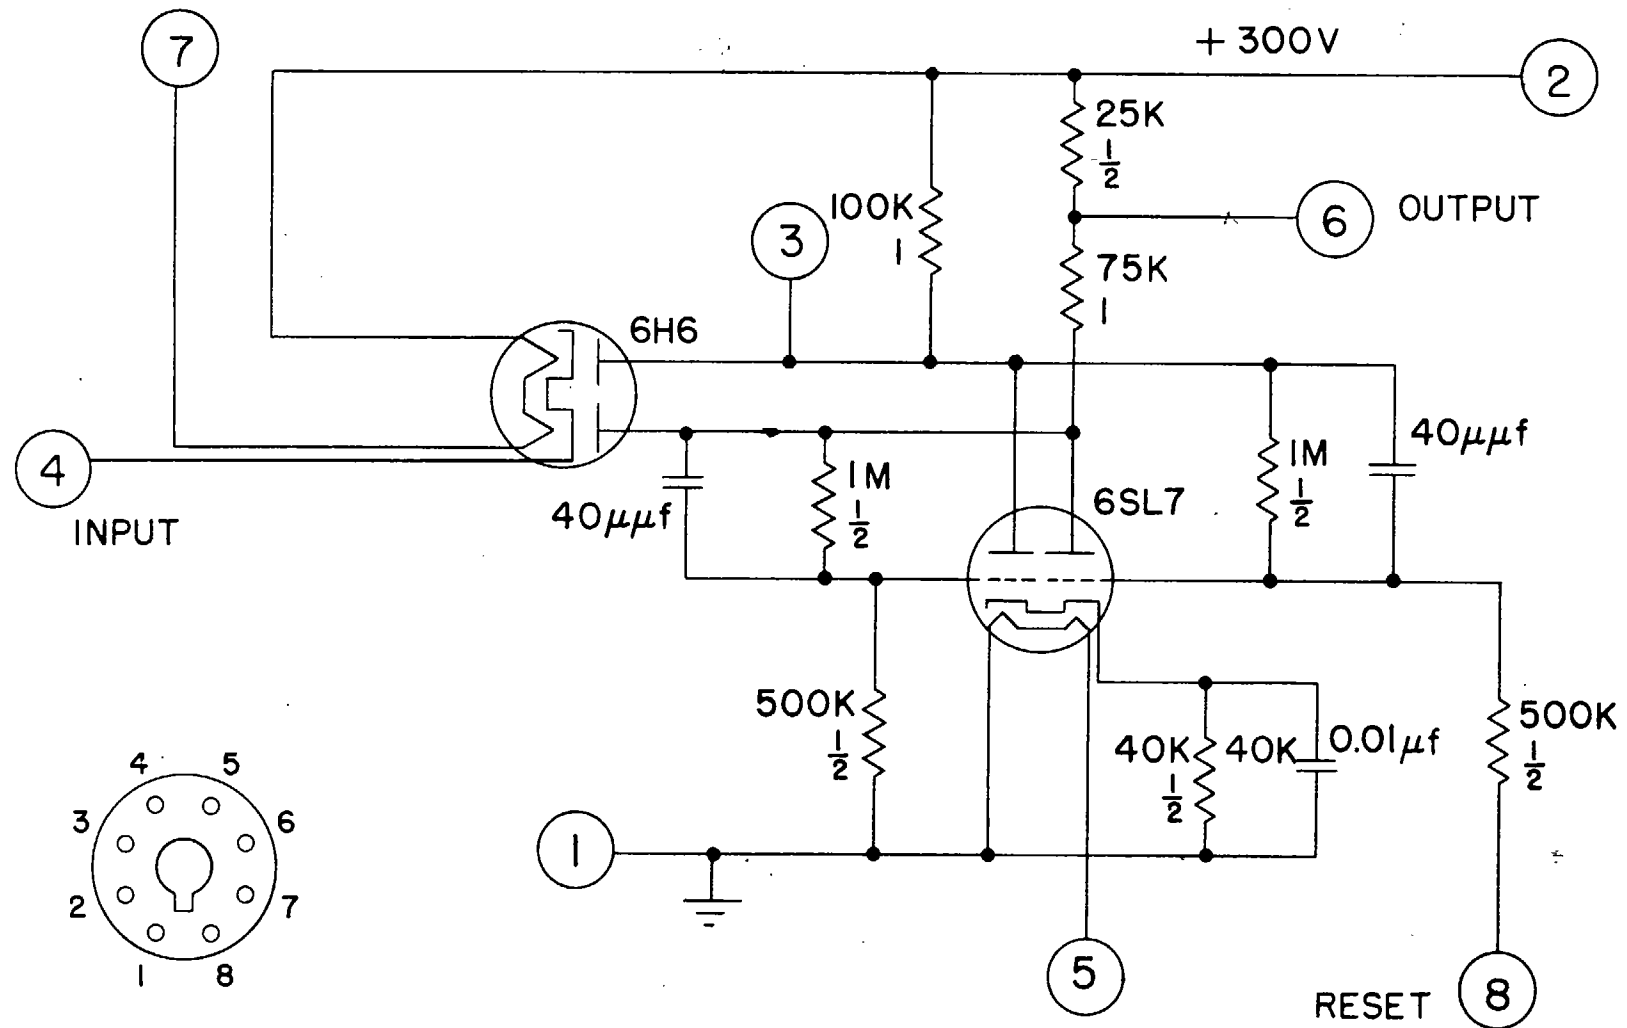 7
+300V
2
25K
1/2
100K
1
3
6
OUTPUT
75K
1
6H6
4
INPUT
40μμf
1M
1/2
6SL7
1M
1/2
40μμf
500K
1/2
40K
1/2
40K
0.01μf
500K
1/2
1
5
RESET
8
4
5
3
6
2
7
1
8